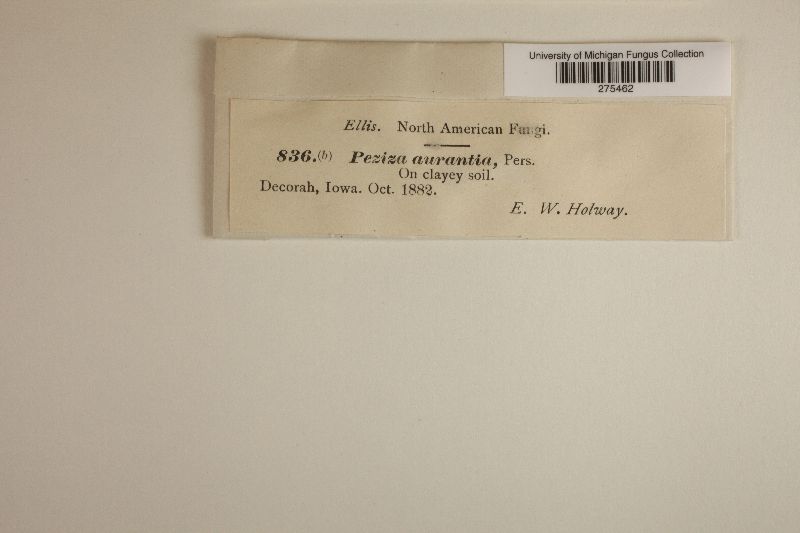 University of Michigan Fungus Collection
275462
Ellis. North American Fungi.
836.(b) Peziza aurantia, Pers.
On clayey soil.
Decorah, Iowa. Oct. 1882.
E. W. Holway.